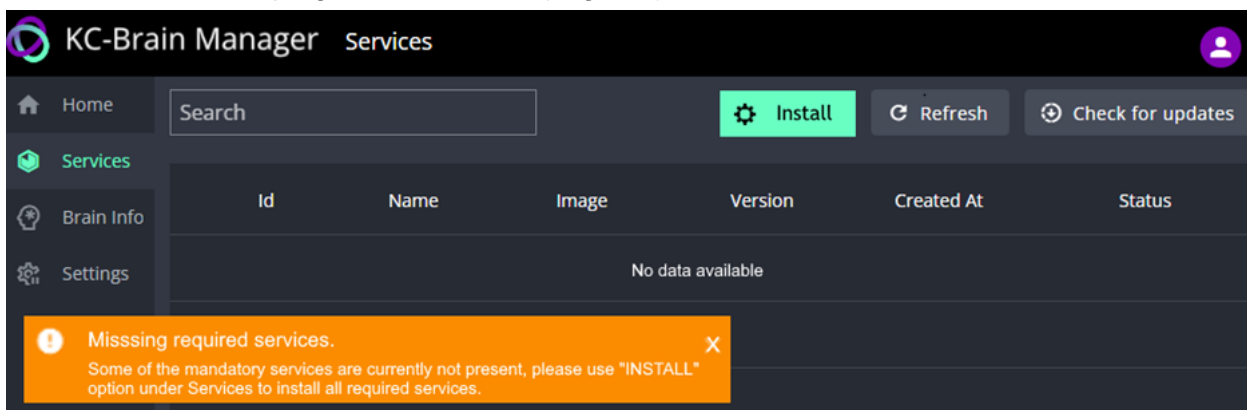 KC-Brain Manager Services
Home
Search
Install
Refresh
Check for updates
Services
Id Name Image Version Created At Status
Brain Info
Settings
No data available
Misssing required services.
X
Some of the mandatory services are currently not present, please use "INSTALL"
option under Services to install all required services.